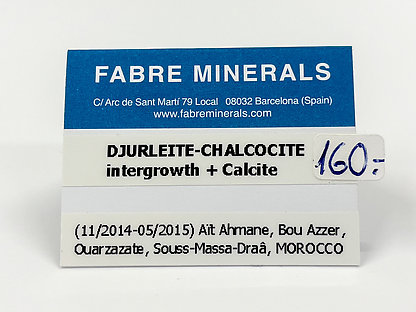 FABRE MINERALS
C/ Arc de Sant Martí 79 Local 08032 Barcelona (Spain)
www.fabreminerals.com
DJURLEITE-CHALCOCITE
intergrowth + Calcite
160.-
(11/2014-05/2015) Aït Ahmane, Bou Azzer,
Ouarzazate, Souss-Massa-Draâ, MOROCCO